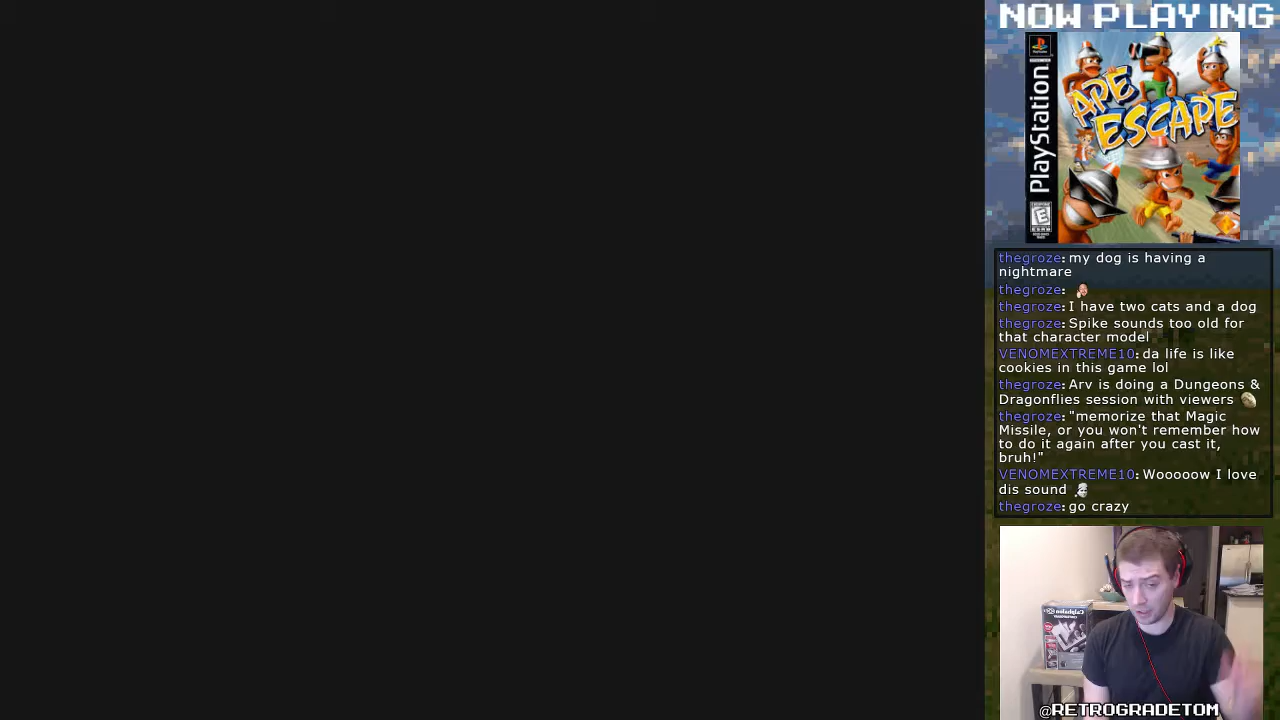 NOW PLAYING
PlayStation
APE
ESCAPE
E
thegroze: my dog is having a
nightmare
thegroze:
thegroze: I have two cats and a dog
thegroze: Spike sounds too old for
that character model
VENOMEXTREME10: da life is like
cookies in this game lol
thegroze: Arv is doing a Dungeons &
Dragonflies session with viewers
thegroze: "memorize that Magic
Missile, or you won't remember how
to do it again after you cast it,
bruh!"
VENOMEXTREME10: Wooooow I love
dis sound
thegroze: go crazy
@RETROGRADETOM